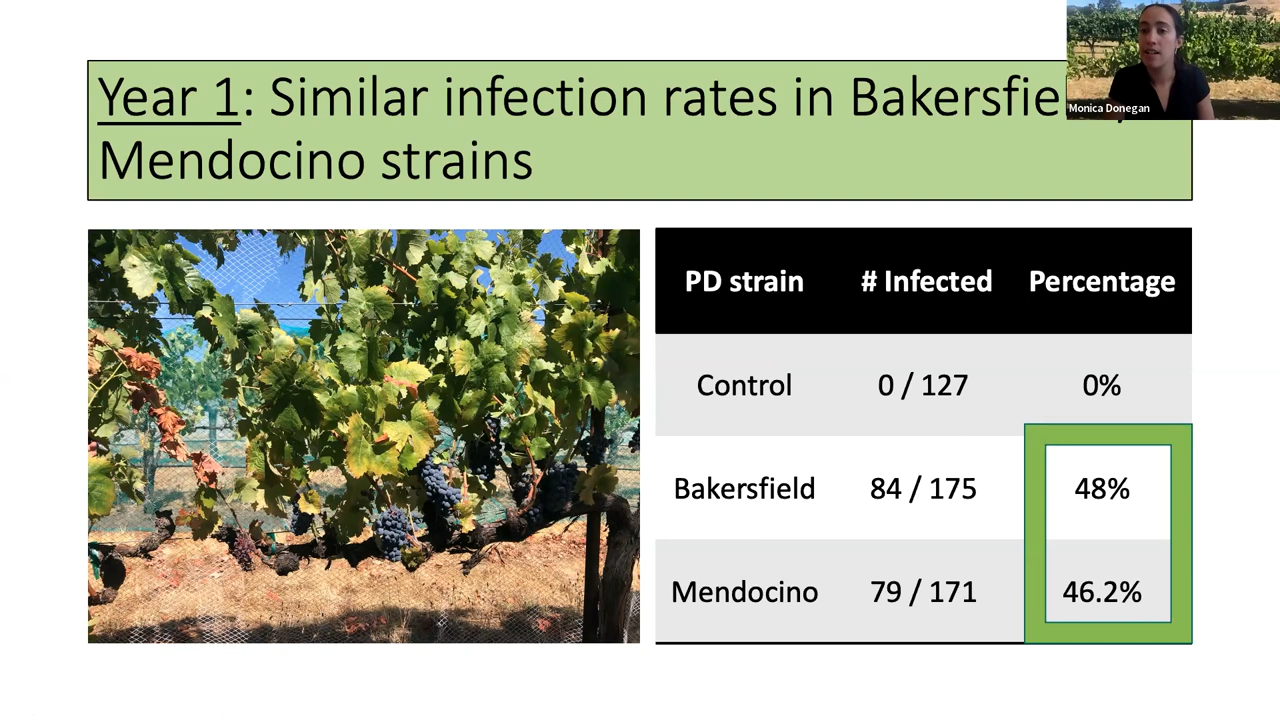 Year 1: Similar infection rates in
Mendocino strains
Monica Donegan
PD strain # Infected Percentage
Control 0 / 127 0%
Bakersfield 84 / 175 48%
Mendocino 79 / 171 46.2%